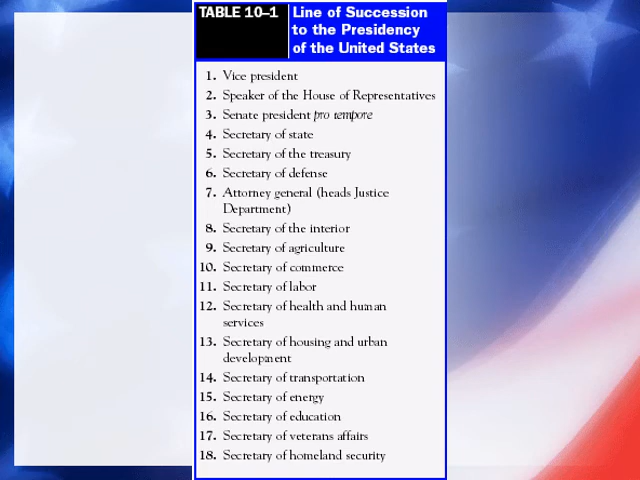 TABLE 10–1
Line of Succession
to the Presidency
of the United States
1. Vice president
2. Speaker of the House of Representatives
3. Senate president pro tempore
4. Secretary of state
5. Secretary of the treasury
6. Secretary of defense
7. Attorney general (heads Justice
Department)
8. Secretary of the interior
9. Secretary of agriculture
10. Secretary of commerce
11. Secretary of labor
12. Secretary of health and human
services
13. Secretary of housing and urban
development
14. Secretary of transportation
15. Secretary of energy
16. Secretary of education
17. Secretary of veterans affairs
18. Secretary of homeland security